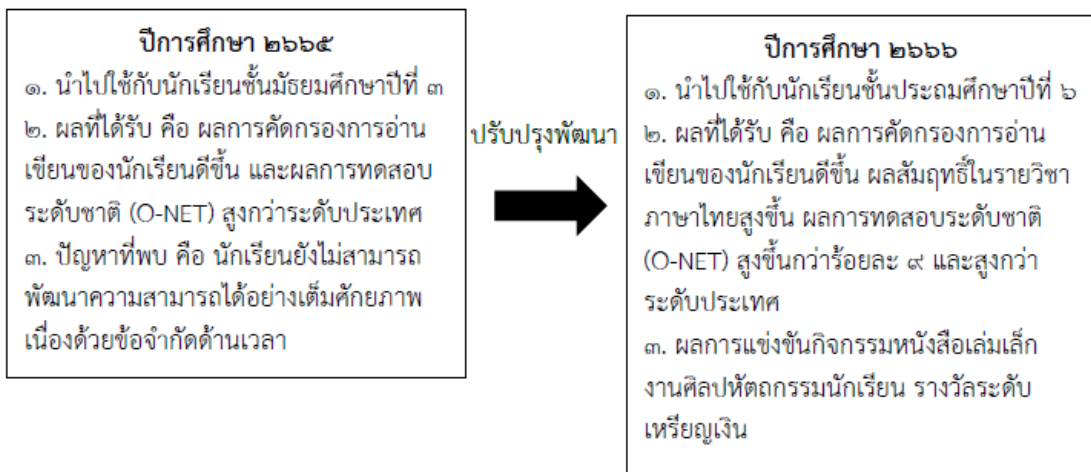 ปีการศึกษา ๒๖๖๕
๑. นำไปใช้กับนักเรียนชั้นมัธยมศึกษาปีที่ ๓
๒. ผลที่ได้รับ คือ ผลการคัดกรองการอ่าน
เขียนของนักเรียนดีขึ้น และผลการทดสอบ
ระดับชาติ (O-NET) สูงกว่าระดับประเทศ
๓. ปัญหาที่พบ คือ นักเรียนยังไม่สามารถ
พัฒนาความสามารถได้อย่างเต็มศักยภาพ
เนื่องด้วยข้อจำกัดด้านเวลา
ปรับปรุงพัฒนา
ปีการศึกษา ๒๖๖๖
๑. นำไปใช้กับนักเรียนชั้นประถมศึกษาปีที่ ๖
๒. ผลที่ได้รับ คือ ผลการคัดกรองการอ่าน
เขียนของนักเรียนดีขึ้น ผลสัมฤทธิ์ในรายวิชา
ภาษาไทยสูงขึ้น ผลการทดสอบระดับชาติ
(O-NET) สูงขึ้นกว่าร้อยละ ๙ และสูงกว่า
ระดับประเทศ
๓. ผลการแข่งขันกิจกรรมหนังสือเล่มเล็ก
งานศิลปหัตถกรรมนักเรียน รางวัลระดับ
เหรียญเงิน